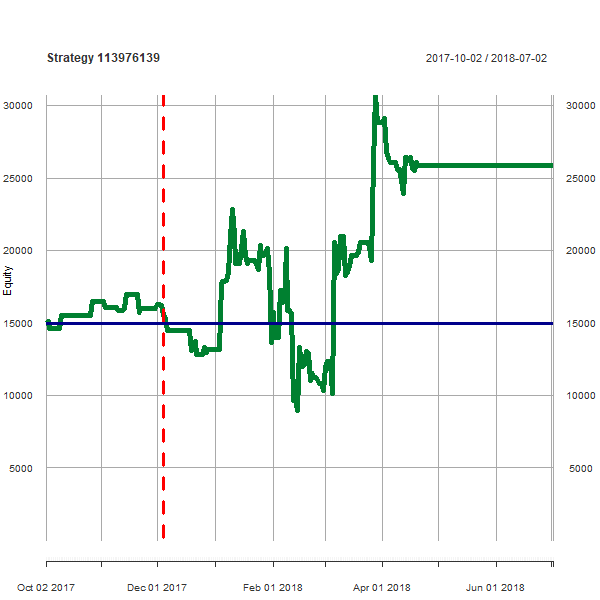 Strategy 113976139
2017-10-02 / 2018-07-02
30000
30000
25000
25000
20000
20000
Equity
15000
15000
10000
10000
5000
5000
Oct 02 2017
Dec 01 2017
Feb 01 2018
Apr 01 2018
Jun 01 2018